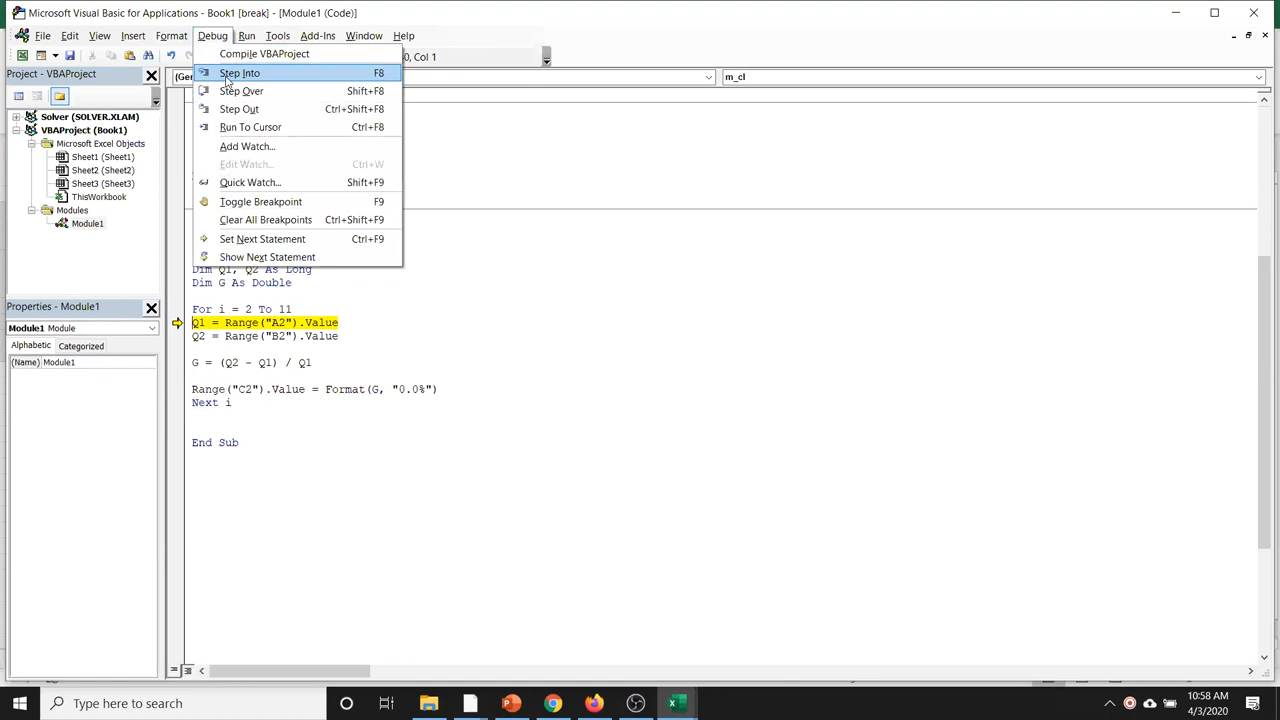 Microsoft Visual Basic for Applications - Book1 [break] - [Module1 (Code)]
File Edit View Insert Format Debug Run Tools Add-Ins Window Help
Compile VBAProject
0, Col 1
Project - VBAProject
Step Into F8
(Ge
m_cl
Step Over Shift+F8
Step Out Ctrl+Shift+F8
Solver (SOLVER.XLAM)
Run To Cursor Ctrl+F8
VBAProject (Book1)
Microsoft Excel Objects
Add Watch...
Sheet1 (Sheet1)
Edit Watch... Ctrl+W
Sheet2 (Sheet2)
Quick Watch... Shift+F9
Sheet3 (Sheet3)
ThisWorkbook
Toggle Breakpoint F9
Modules
Clear All Breakpoints Ctrl+Shift+F9
Module1
Set Next Statement Ctrl+F9
Show Next Statement
Dim Q1, Q2 As Long
Dim G As Double
Properties - Module1
For i = 2 To 11
Module1 Module
Q1 = Range("A2").Value
Q2 = Range("B2").Value
Alphabetic Categorized
(Name) Module1
G = (Q2 - Q1) / Q1
Range("C2").Value = Format(G, "0.0%")
Next i
End Sub
Type here to search
10:58 AM
4/3/2020